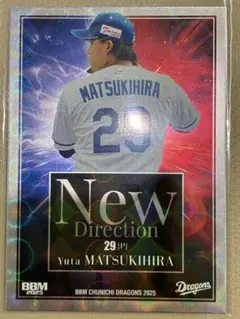 MATSUKIHIRA
29
New
Direction
29 [P]
Yuta MATSUKIHIRA
BBM
2025
BBM CHUNICHI DRAGONS 2025
Dragons